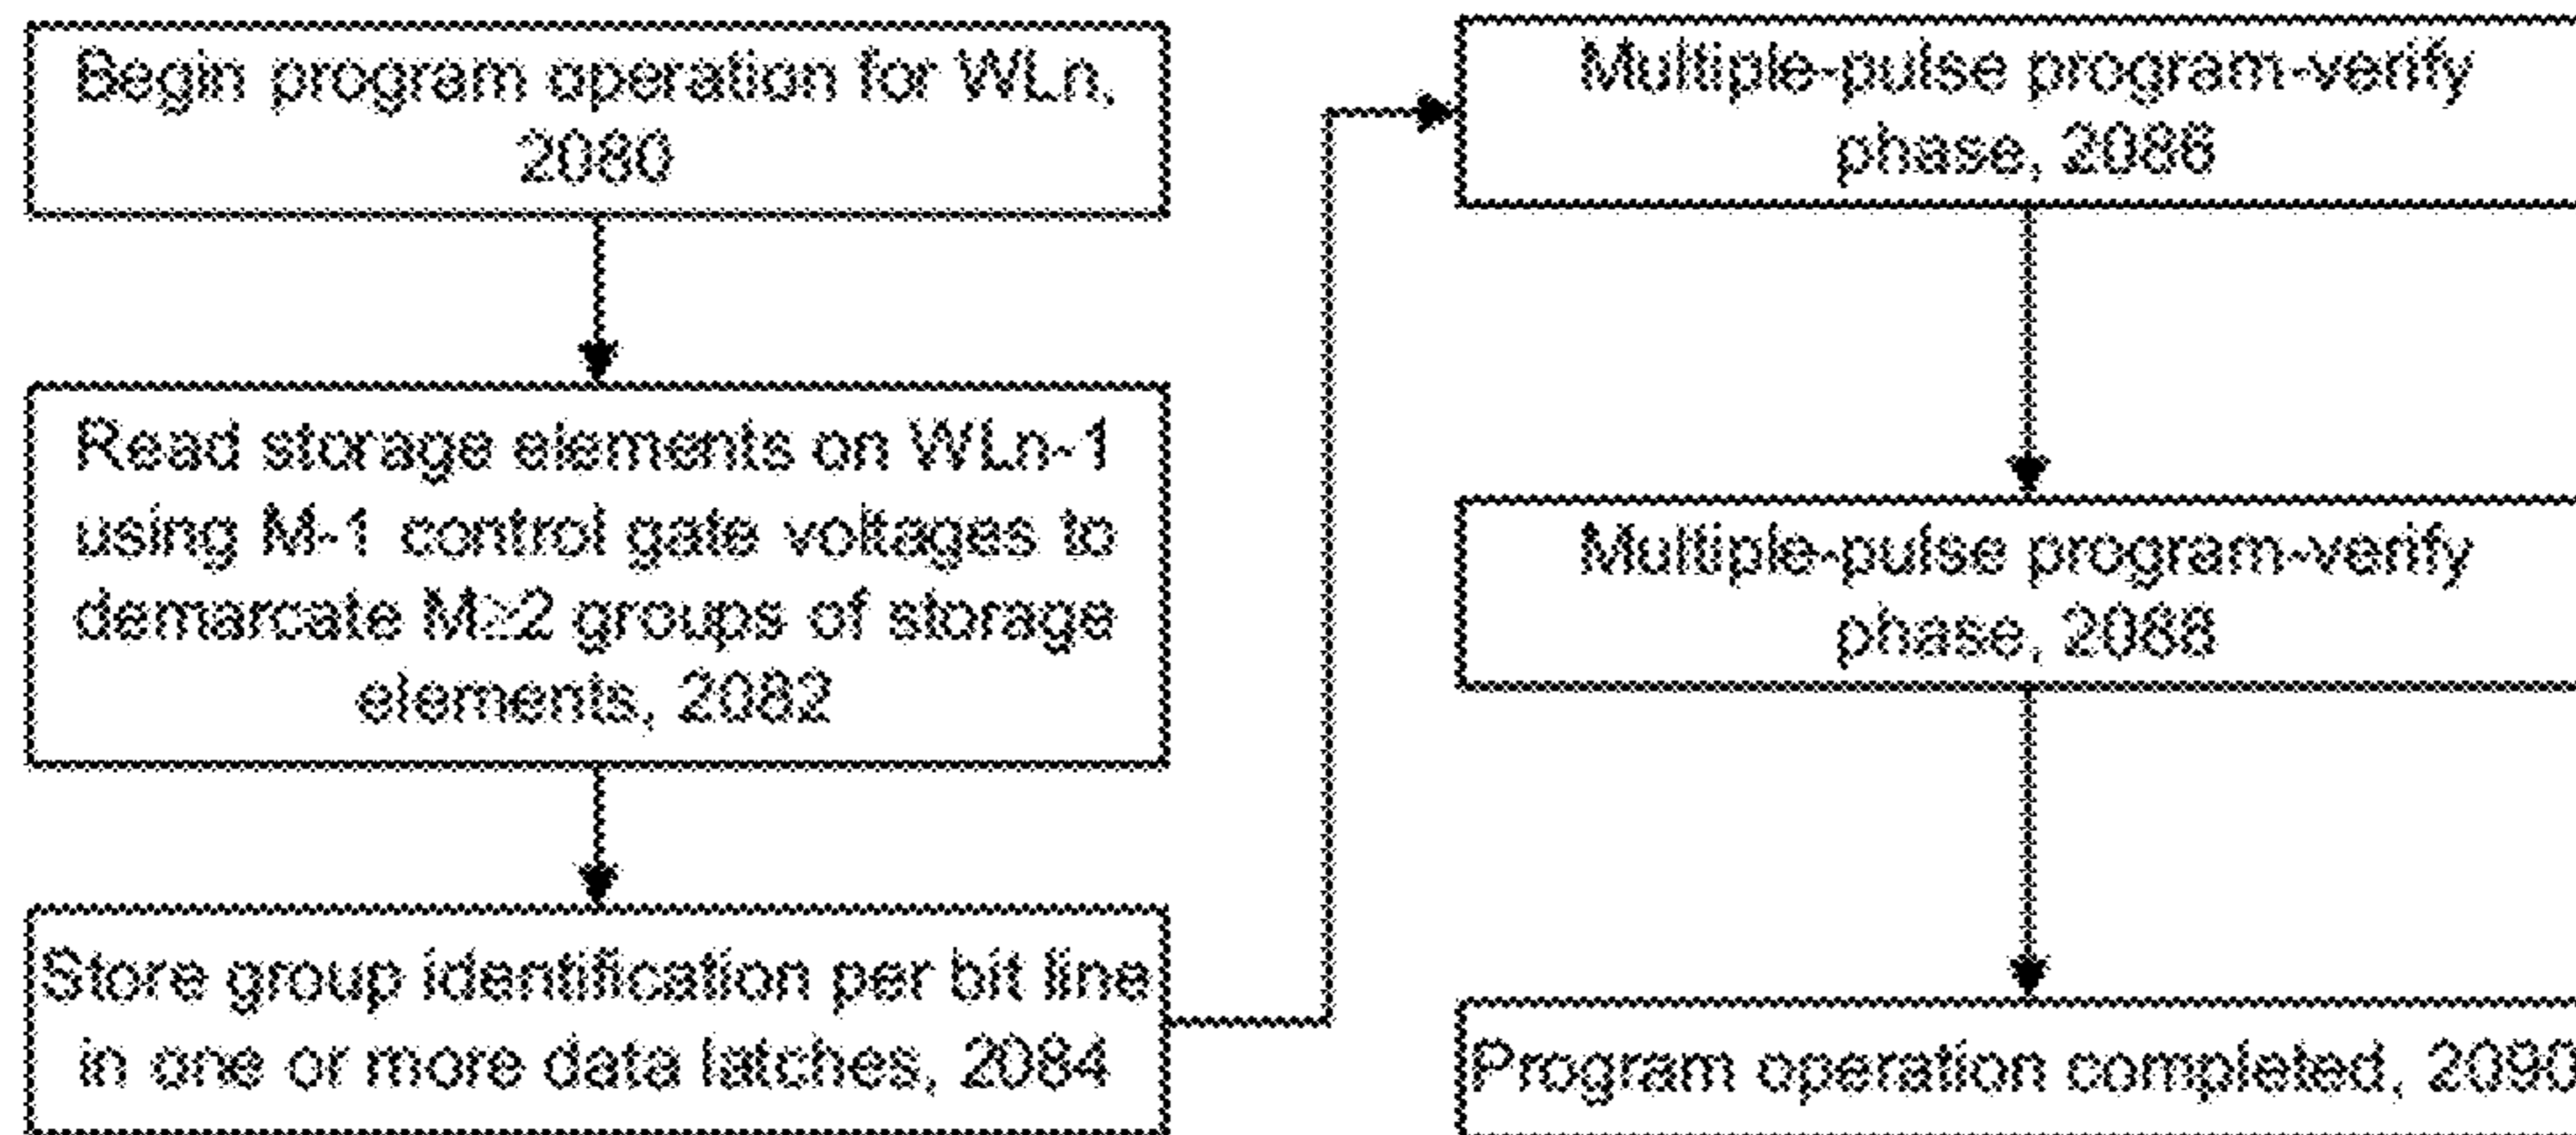 Begin program operation for WLn,
2080
Read storage elements on WLn-1
using M-1 control gate voltages to
demarcate M≥2 groups of storage
elements, 2082
Store group identification per bit line
in one or more data latches, 2084
Multiple-pulse program-verify
phase, 2086
Multiple-pulse program-verify
phase, 2088
Program operation completed, 2090